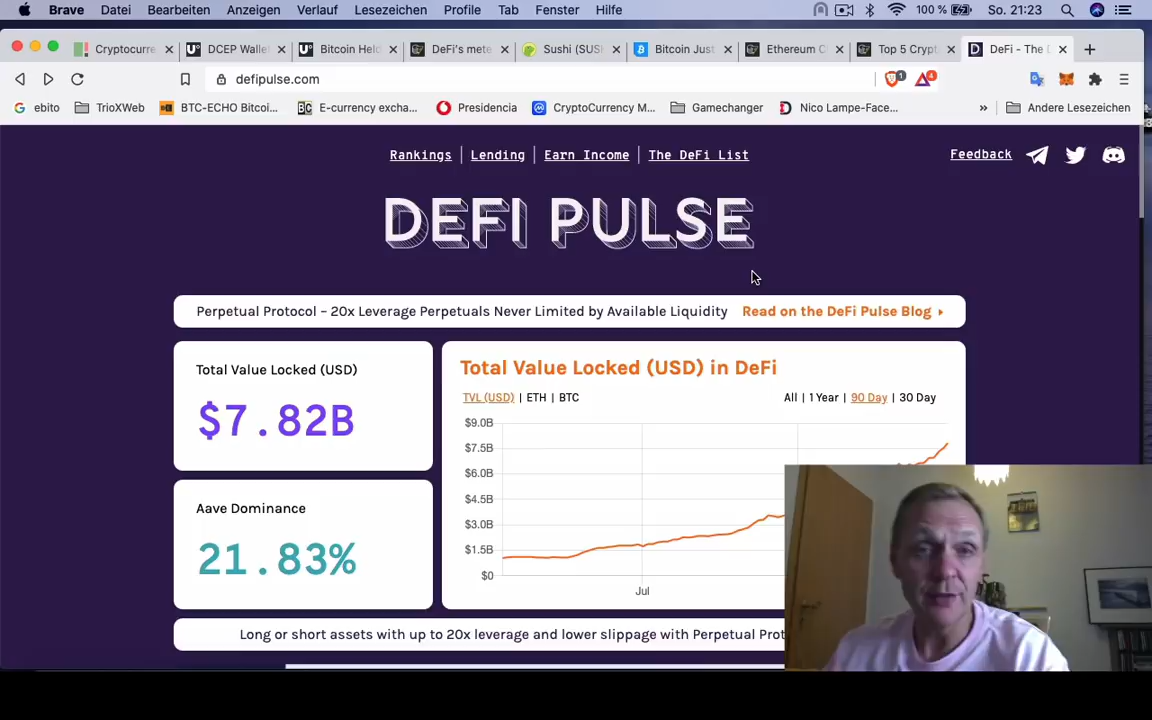 Brave Datei Bearbeiten Anzeigen Verlauf Lesezeichen Profile Tab Fenster Hilfe 100 % So. 21:23
Cryptocurre DCEP Walle Bitcoin Hel DeFi's mete Sushi (SUS Bitcoin Just Ethereum C Top 5 Crypt DeFi - The
defipulse.com 1 4
ebito TrioXWeb BTC-ECHO Bitcoi... E-currency excha... Presidencia CryptoCurrency M... Gamechanger Nico Lampe-Face... » Andere Lesezeichen
Rankings | Lending | Earn Income | The DeFi List
Feedback
DEFI PULSE
Perpetual Protocol – 20x Leverage Perpetuals Never Limited by Available Liquidity Read on the DeFi Pulse Blog
Total Value Locked (USD)
$7.82B
Aave Dominance
21.83%
Total Value Locked (USD) in DeFi
TVL (USD) | ETH | BTC
All | 1 Year | 90 Day | 30 Day
$9.0B
$7.5B
$6.0B
$4.5B
$3.0B
$1.5B
$0
Jul
Long or short assets with up to 20x leverage and lower slippage with Perpetual Prot